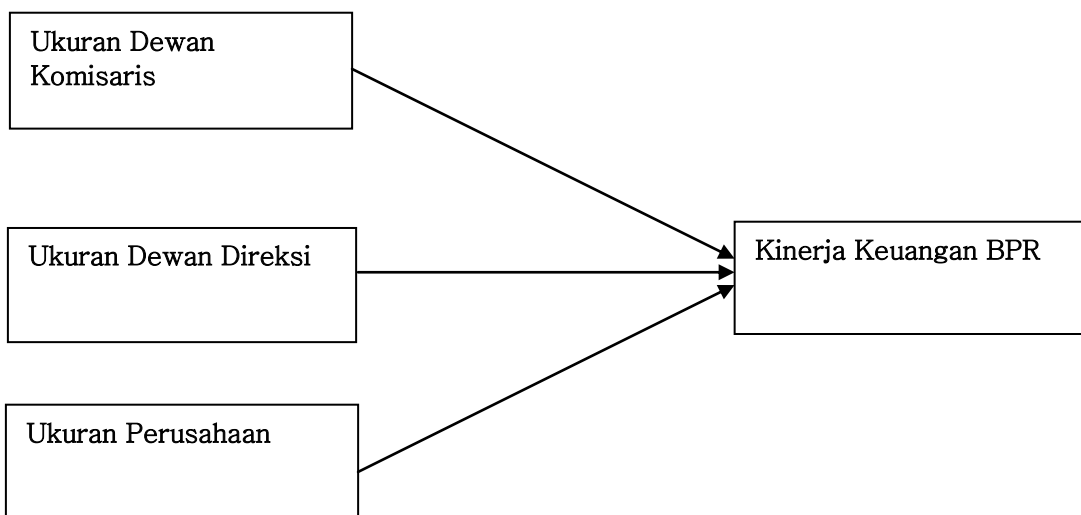 Ukuran Dewan
Komisaris
Ukuran Dewan Direksi
Kinerja Keuangan BPR
Ukuran Perusahaan